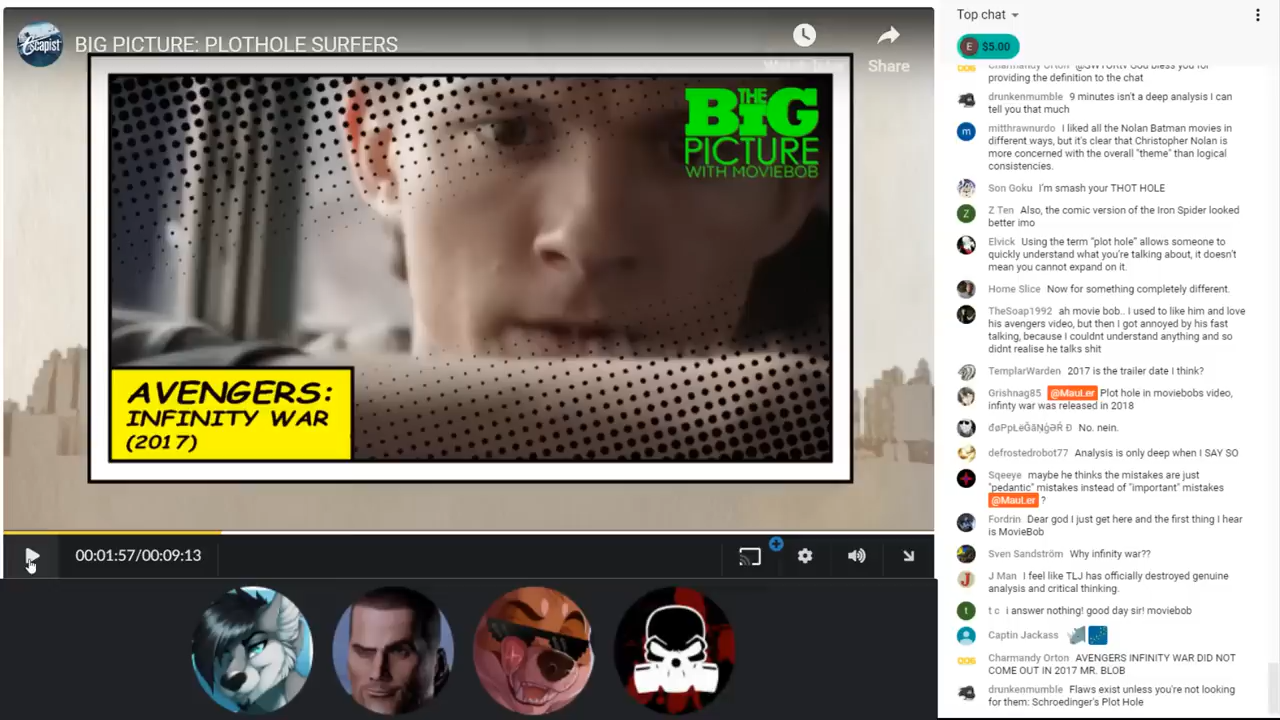 Escapist
BIG PICTURE: PLOTHOLE SURFERS
Watch later
Share
THE
BiG
PICTURE
WITH MOVIEBOB
AVENGERS:
INFINITY WAR
(2017)
00:01:57/00:09:13
Top chat
E $5.00
Charmandy Orton @SWTORtv God bless you for
providing the definition to the chat
drunkenmumble 9 minutes isn't a deep analysis I can
tell you that much
m
mitthrawnurdo I liked all the Nolan Batman movies in
different ways, but it's clear that Christopher Nolan is
more concerned with the overall "theme" than logical
consistencies.
Son Goku I'm smash your THOT HOLE
Z
Z Ten Also, the comic version of the Iron Spider looked
better imo
Elvick Using the term "plot hole" allows someone to
quickly understand what you're talking about, it doesn't
mean you cannot expand on it.
Home Slice Now for something completely different.
TheSoap1992 ah movie bob.. I used to like him and love
his avengers video, but then I got annoyed by his fast
talking, because I couldnt understand anything and so
didnt realise he talks shit
TemplarWarden 2017 is the trailer date I think?
Grishnag85 @MauLer Plot hole in moviebobs video,
infinty war was released in 2018
No. nein.
defrostedrobot77 Analysis is only deep when I SAY SO
Sqeeye maybe he thinks the mistakes are just
"pedantic" mistakes instead of "important" mistakes
@MauLer ?
Fordrin Dear god I just get here and the first thing I hear
is MovieBob
Sven Sandström Why infinity war??
J Man I feel like TLJ has officially destroyed genuine
analysis and critical thinking.
t
t c i answer nothing! good day sir! moviebob
Captin Jackass
Charmandy Orton AVENGERS INFINITY WAR DID NOT
COME OUT IN 2017 MR. BLOB
drunkenmumble Flaws exist unless you're not looking
for them: Schroedinger's Plot Hole